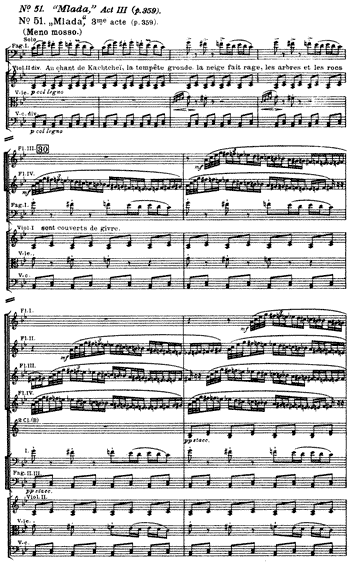 Nº 51. "Mlada," Act III (p.359).
Nº 51. „Mlada" 3me acte (p.359).
(Meno mosso.)
Solo
Fag. I.
Viol. II div. Au chant de Kachtcheï, la tempête gronde, la neige fait rage, les arbres et les rocs
p col legno
V-le.
V-c. div.
p col legno
Fl. III. 30
mf
Fl. IV.
Fag. I.
Viol. I sont couverts de givre.
V-le.
V-c.
Fl. I.
mf
Fl. II.
mf
Fl. III.
Fl. IV.
B Cl. (B)
pp stacc.
I.
Fag. II. III.
pp stacc.
Viol. II.
V-le.
V-c.